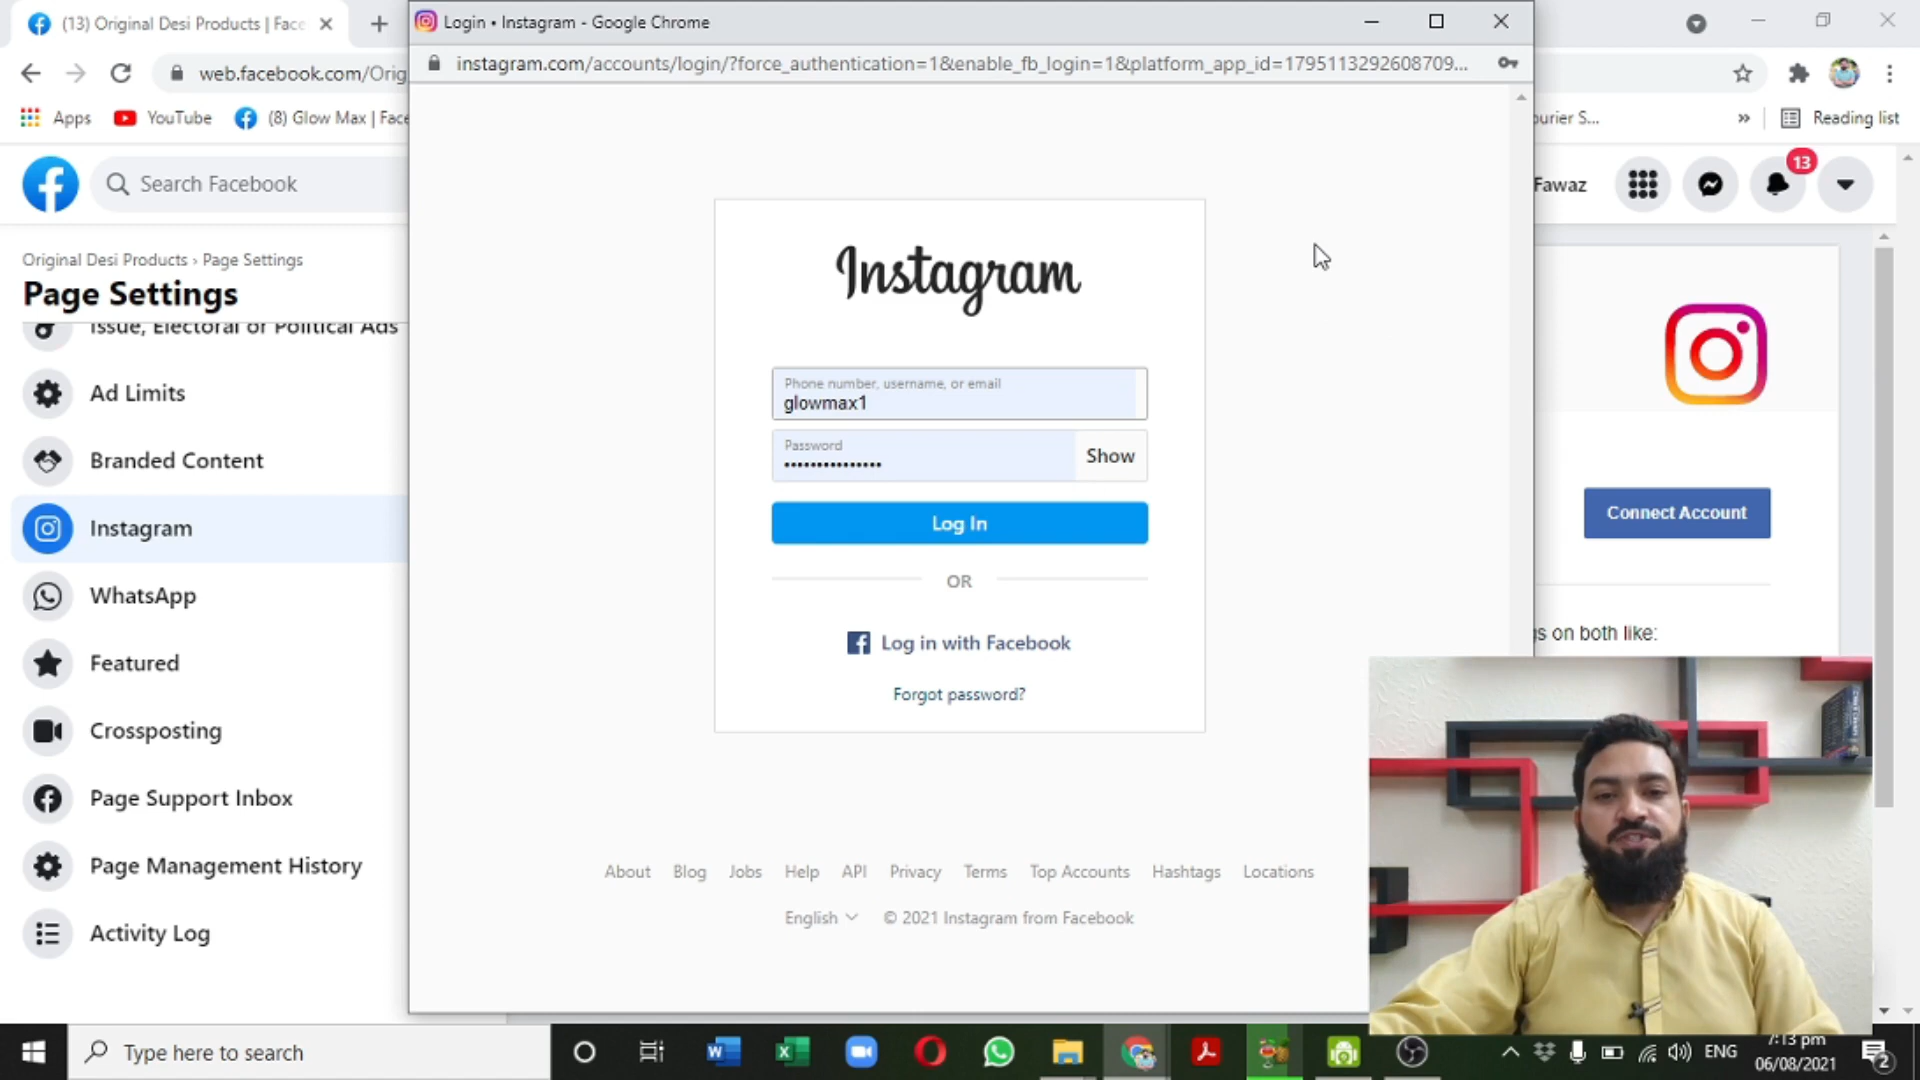 (13) Original Desi Products | Face
Login • Instagram - Google Chrome
web.facebook.com/Orig
instagram.com/accounts/login/?force_authentication=1&enable_fb_login=1&platform_app_id=1795113292608709...
Apps
YouTube
(8) Glow Max | Face
ourier S...
»
Reading list
Search Facebook
Fawaz
13
Original Desi Products › Page Settings
Page Settings
Issue, Electoral or Political Ads
Ad Limits
Branded Content
Instagram
WhatsApp
Featured
Crossposting
Page Support Inbox
Page Management History
Activity Log
Instagram
Phone number, username, or email
glowmax1
Password
•••••••••••••••
Show
Log In
OR
Log in with Facebook
Forgot password?
About Blog Jobs Help API Privacy Terms Top Accounts Hashtags Locations
English © 2021 Instagram from Facebook
Connect Account
gs on both like:
Type here to search
ENG
7:13 pm
06/08/2021
2